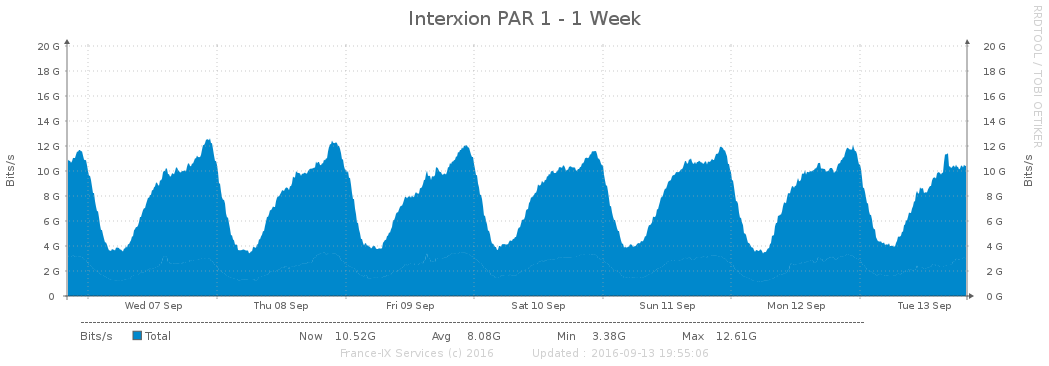 Interxion PAR 1 - 1 Week
RRDTOOL / TOBI OETIKER
Bits/s
20 G 20 G
18 G 18 G
16 G 16 G
14 G 14 G
12 G 12 G
10 G 10 G
8 G 8 G
6 G 6 G
4 G 4 G
2 G 2 G
0 0 G
Bits/s
Wed 07 Sep Thu 08 Sep Fri 09 Sep Sat 10 Sep Sun 11 Sep Mon 12 Sep Tue 13 Sep
Bits/s Total Now 10.52G Avg 8.08G Min 3.38G Max 12.61G
France-IX Services (c) 2016 Updated : 2016-09-13 19:55:06